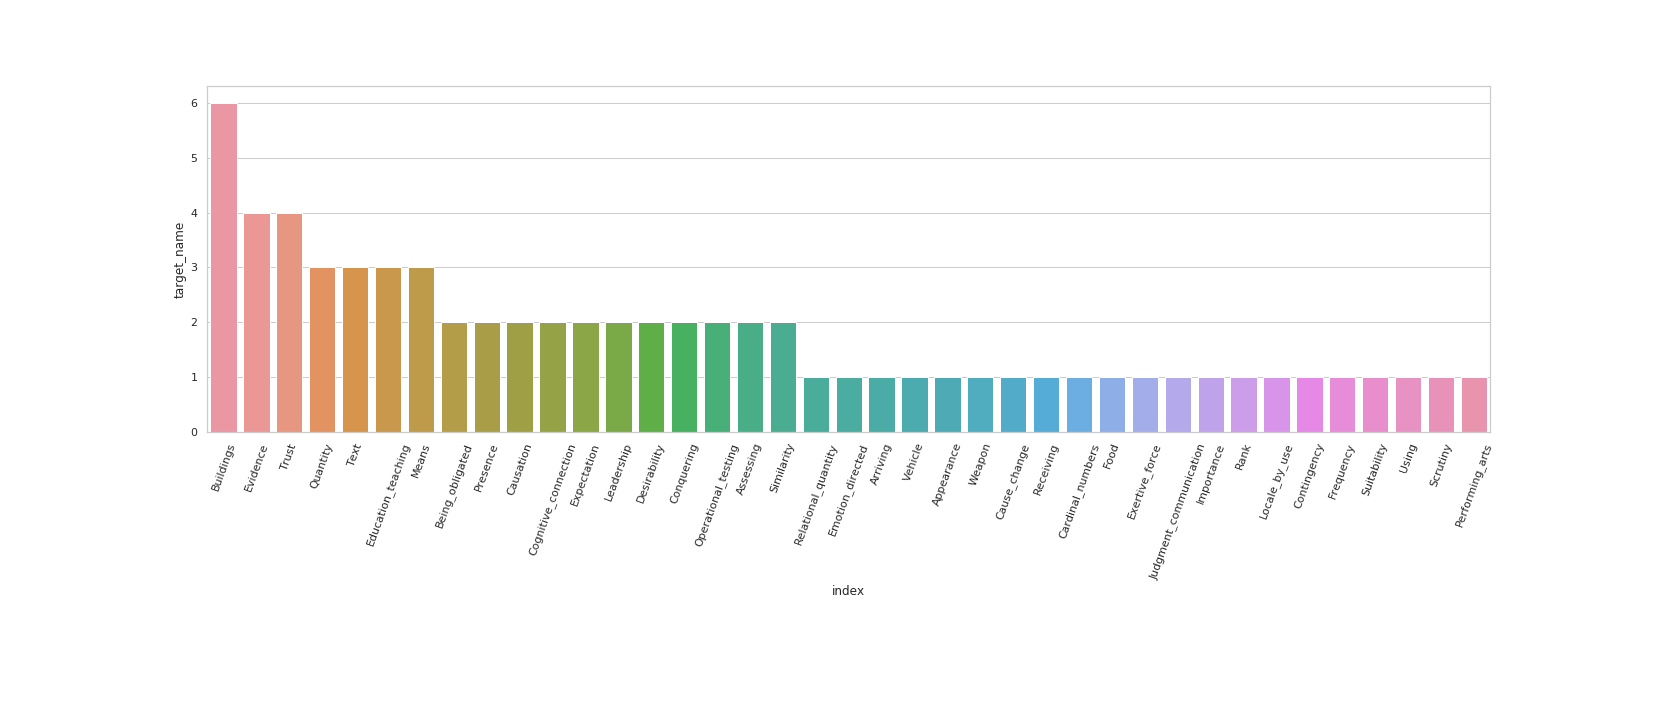 6
5
4
3
2
1
0
target_name
Buildings
Evidence
Trust
Quantity
Text
Education_teaching
Means
Being_obligated
Presence
Causation
Cognitive_connection
Expectation
Leadership
Desirability
Conquering
Operational_testing
Assessing
Similarity
Relational_quantity
Emotion_directed
Arriving
Vehicle
Appearance
Weapon
Cause_change
Receiving
Cardinal_numbers
Food
Exertive_force
Judgment_communication
Importance
Rank
Locale_by_use
Contingency
Frequency
Suitability
Using
Scrutiny
Performing_arts
index